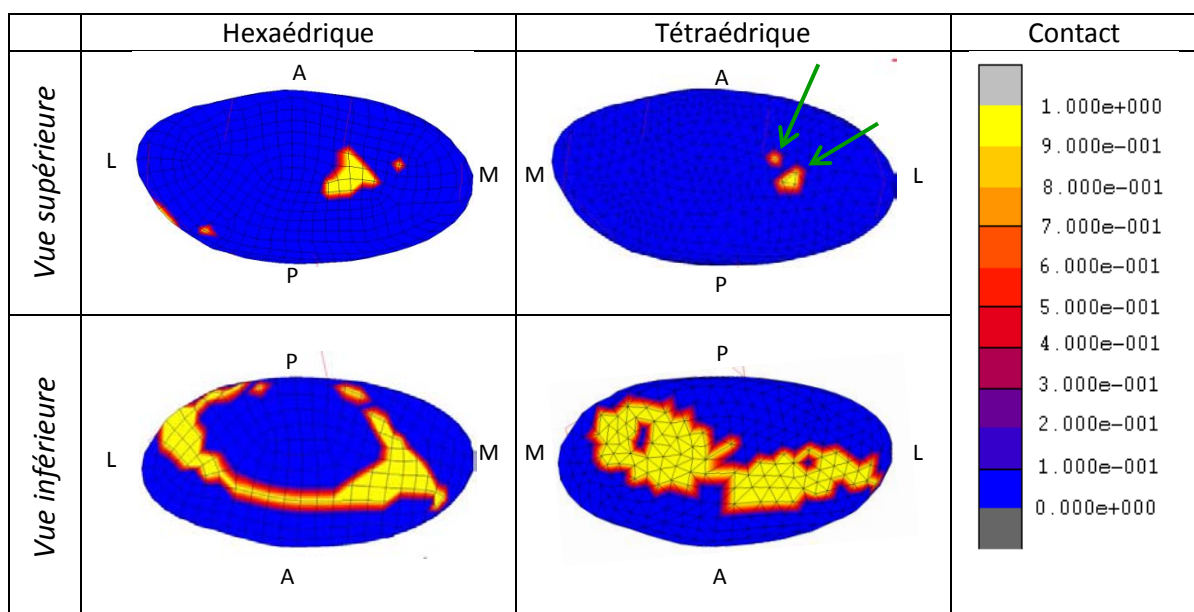 Hexaédrique
Tétraédrique
Contact
Vue supérieure
A
L
M
P
A
M
L
P
Vue inférieure
P
L
M
A
P
M
L
A
1.000e+000
9.000e-001
8.000e-001
7.000e-001
6.000e-001
5.000e-001
4.000e-001
3.000e-001
2.000e-001
1.000e-001
0.000e+000